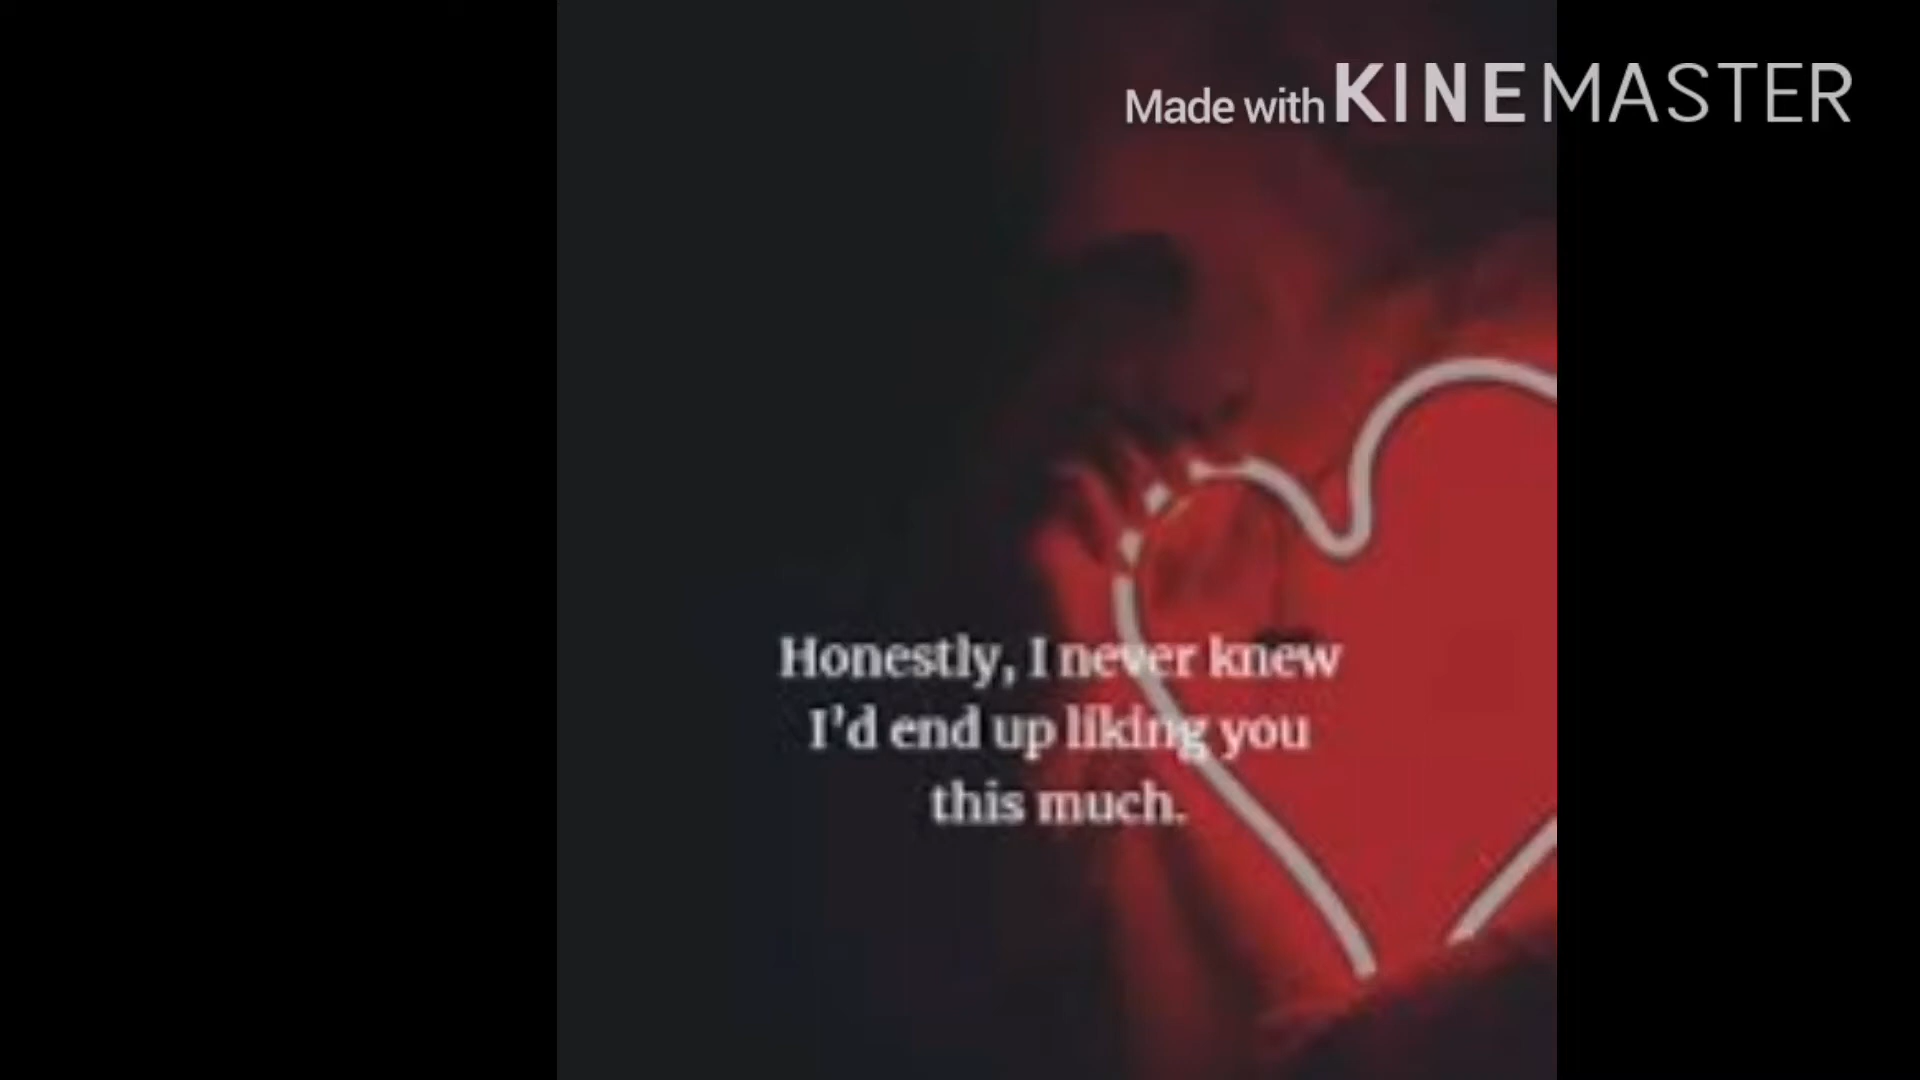 Made with KINEMASTER
Honestly, I never knew
I'd end up liking you
this much.